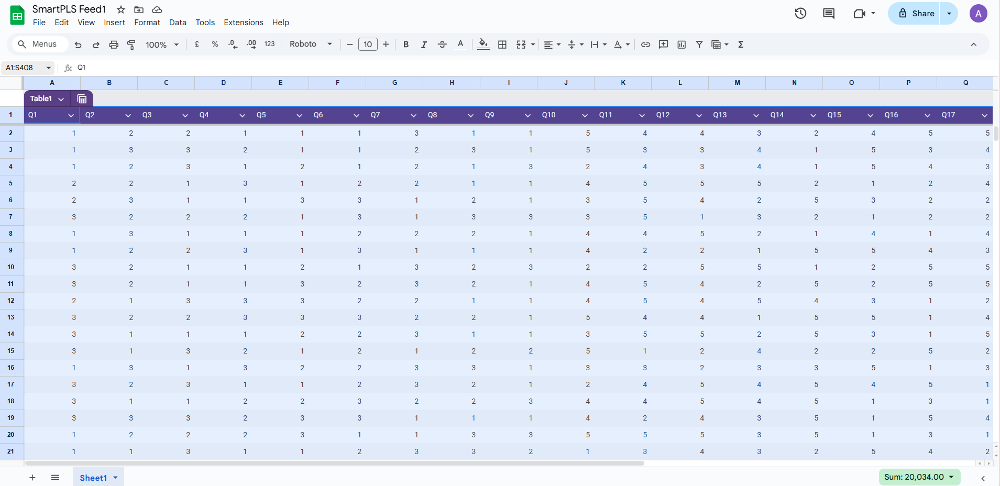 SmartPLS Feed1
File Edit View Insert Format Data Tools Extensions Help
Share A
Menus 100% £ % .0 .00 123 Roboto 10 B I A A Σ
A1:S408 fx Q1
A B C D E F G H I J K L M N O P Q
Table1
1 Q1 Q2 Q3 Q4 Q5 Q6 Q7 Q8 Q9 Q10 Q11 Q12 Q13 Q14 Q15 Q16 Q17
2 1 2 2 1 1 1 3 1 1 5 4 4 3 2 4 5 5
3 1 3 3 2 1 1 2 3 1 5 3 3 4 1 5 3 4
4 1 2 3 1 2 1 2 1 3 2 4 3 4 1 5 4 3
5 2 2 1 3 1 2 2 1 1 4 5 5 5 2 1 2 4
6 2 3 1 1 3 3 1 2 1 3 5 4 2 5 3 2 2
7 3 2 2 2 1 3 1 3 3 3 5 1 3 2 1 2 2
8 1 3 1 1 1 2 2 2 1 4 4 5 2 1 4 1 4
9 1 2 2 3 1 3 1 1 1 4 2 2 1 5 5 4 3
10 3 2 1 1 2 1 3 2 3 2 2 5 5 1 2 5 5
11 3 2 1 1 3 2 3 2 1 4 5 4 2 5 2 5 5
12 2 1 3 3 3 2 2 1 1 4 5 4 5 4 3 1 2
13 3 2 2 3 3 3 2 2 1 5 4 4 1 5 5 1 4
14 3 1 1 1 2 2 3 1 1 3 5 5 2 5 3 1 5
15 3 1 3 2 1 2 1 2 2 5 1 2 4 2 2 5 2
16 1 3 1 3 2 2 3 3 1 3 3 2 3 3 5 1 3
17 3 2 3 1 1 2 3 2 1 2 4 5 4 5 4 5 1
18 3 1 1 2 2 3 2 2 3 4 4 5 4 5 1 3 1
19 3 3 3 2 3 3 1 1 1 4 2 4 3 5 1 5 4
20 1 2 2 2 3 1 1 3 3 5 5 5 3 5 1 3 1
21 1 1 3 1 1 2 3 3 2 1 3 4 3 2 5 4 2
Sheet1 Sum: 20,034.00